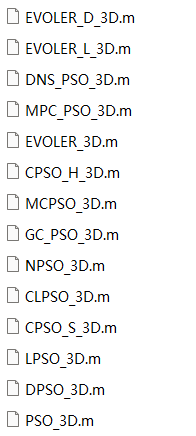 EVOLER_D_3D.m
EVOLER_L_3D.m
DNS_PSO_3D.m
MPC_PSO_3D.m
EVOLER_3D.m
CPSO_H_3D.m
MCPSO_3D.m
GC_PSO_3D.m
NPSO_3D.m
CLPSO_3D.m
CPSO_S_3D.m
LPSO_3D.m
DPSO_3D.m
PSO_3D.m